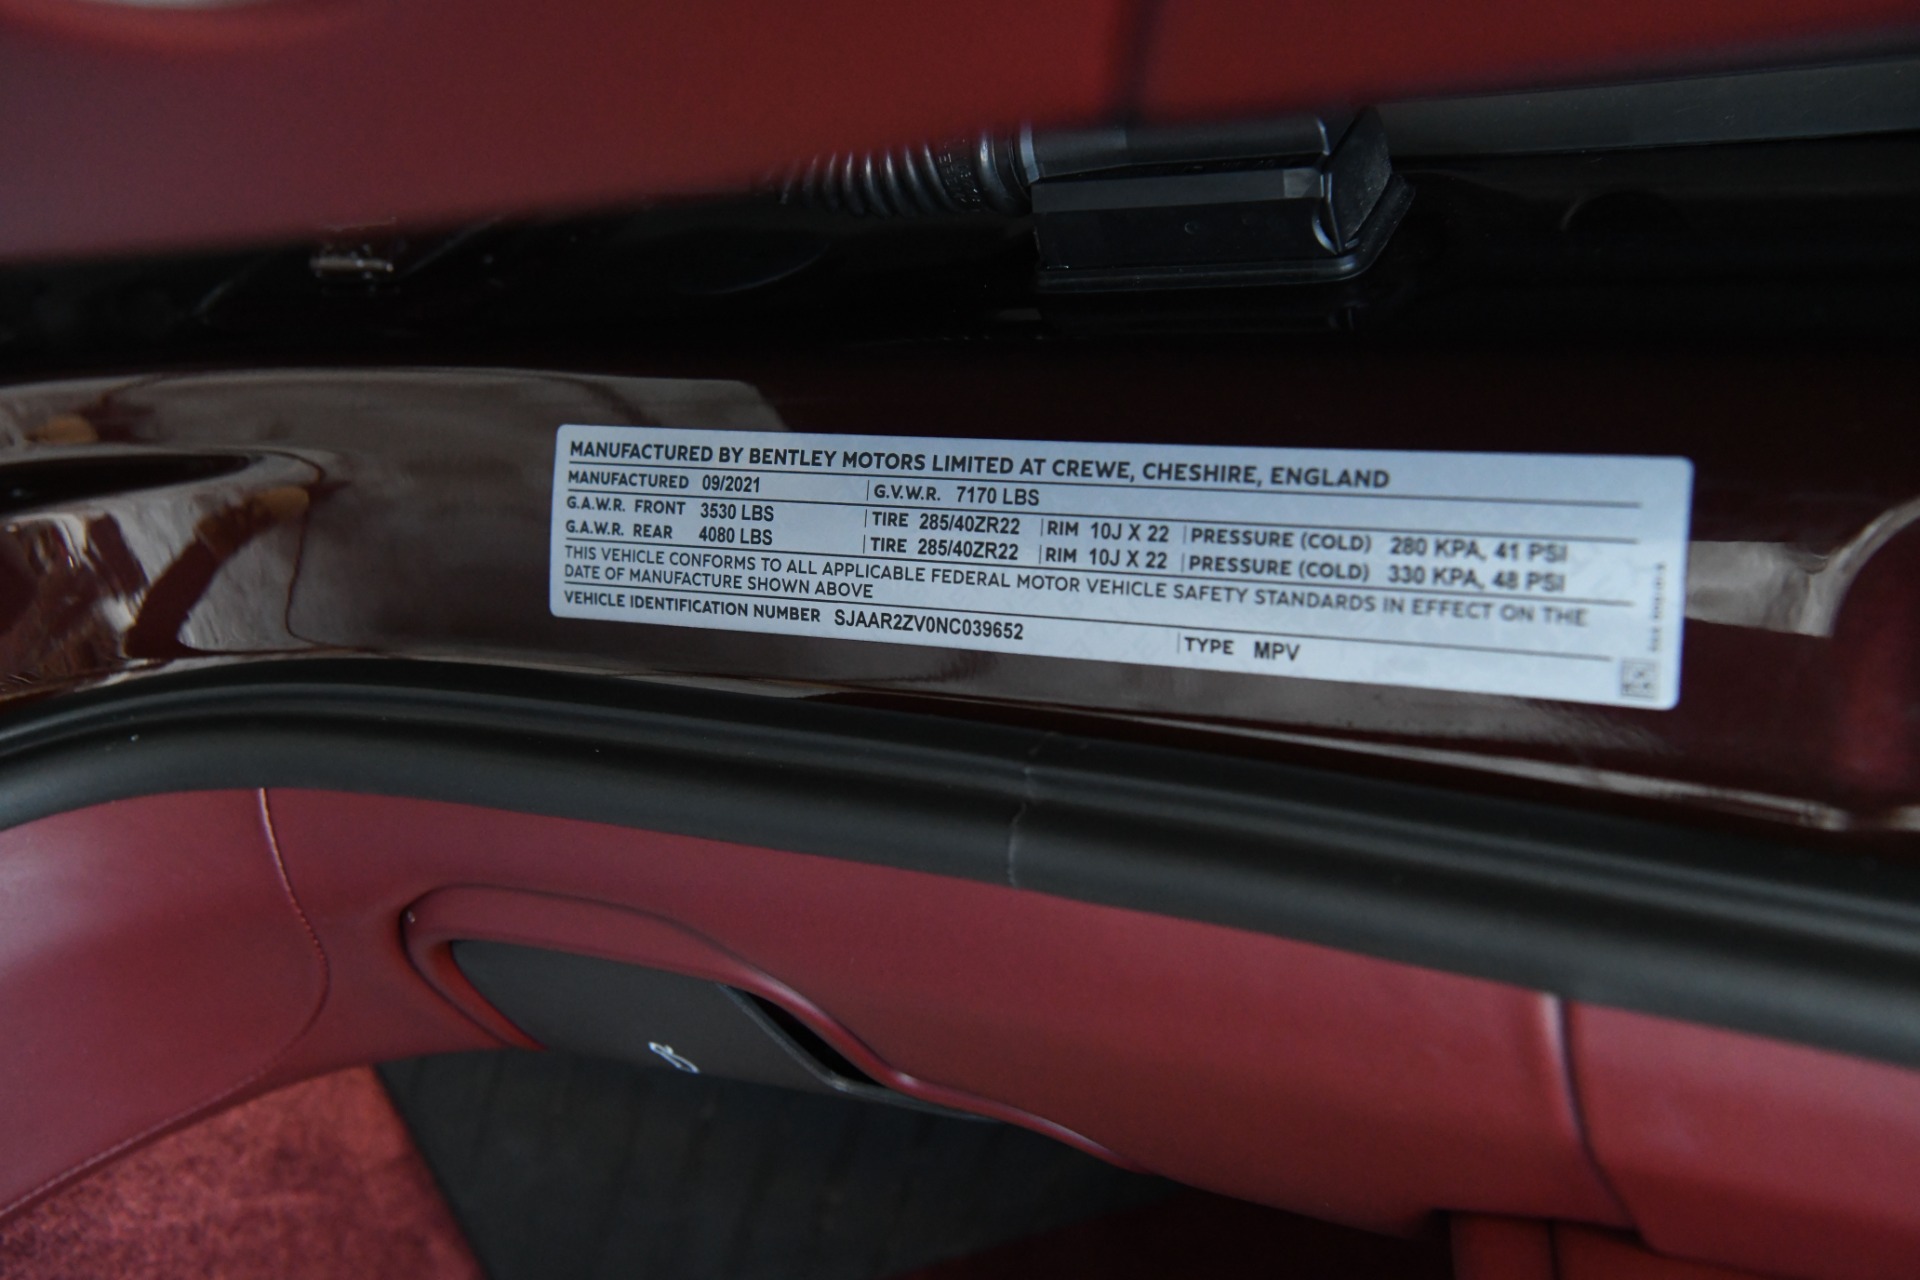 MANUFACTURED BY BENTLEY MOTORS LIMITED AT CREWE, CHESHIRE, ENGLAND
MANUFACTURED 09/2021 G.V.W.R. 7170 LBS
G.A.W.R. FRONT 3530 LBS TIRE 285/40ZR22 RIM 10J X 22 PRESSURE (COLD) 280 KPA, 41 PSI
G.A.W.R. REAR 4080 LBS TIRE 285/40ZR22 RIM 10J X 22 PRESSURE (COLD) 330 KPA, 48 PSI
THIS VEHICLE CONFORMS TO ALL APPLICABLE FEDERAL MOTOR VEHICLE SAFETY STANDARDS IN EFFECT ON THE
DATE OF MANUFACTURE SHOWN ABOVE
VEHICLE IDENTIFICATION NUMBER SJAAR2ZV0NC039652 TYPE MPV